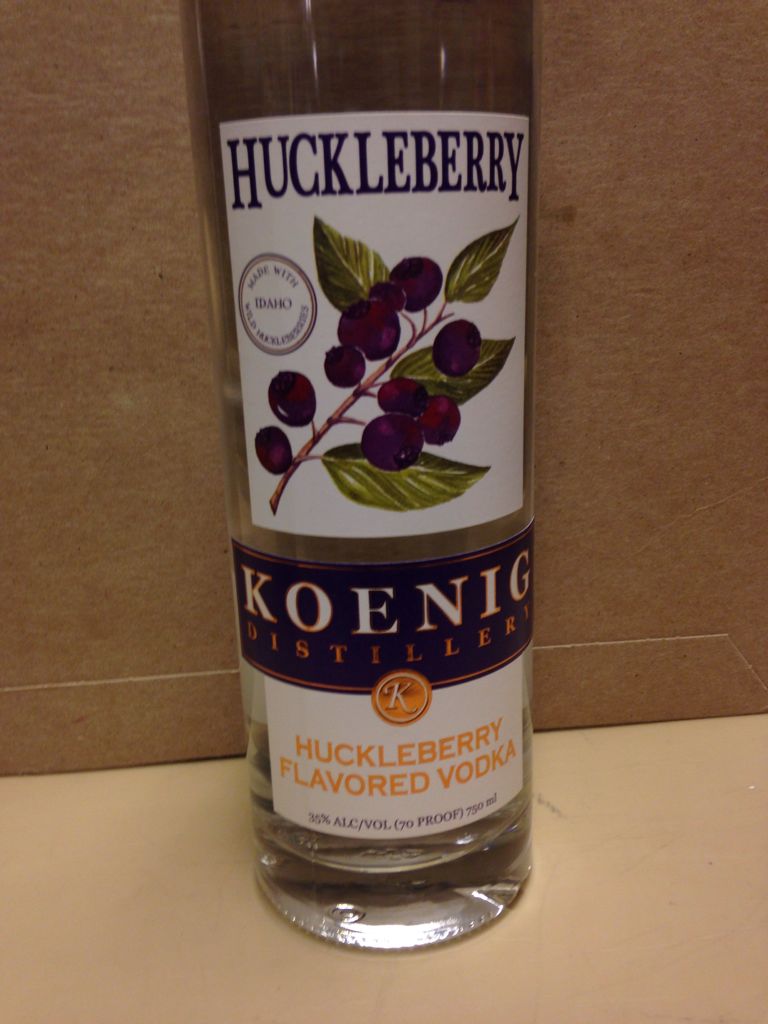 HUCKLEBERRY
MADE WITH
IDAHO
WILD HUCKLEBERRIES
KOENIG
DISTILLERY
K
HUCKLEBERRY
FLAVORED VODKA
35% ALC/VOL (70 PROOF) 750 ml